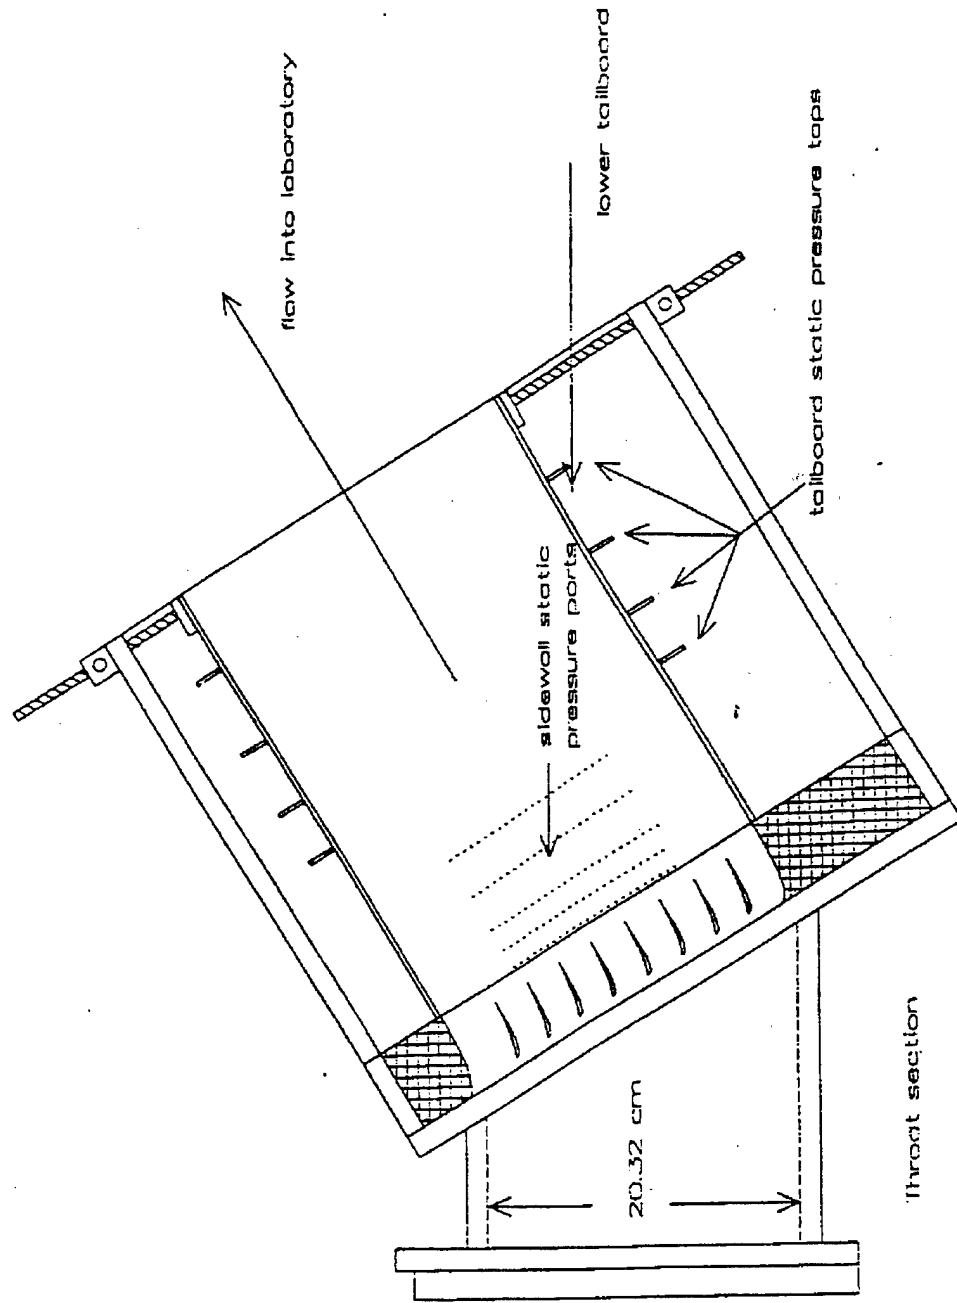 flow into laboratory
lower tailboard
tailboard static pressure taps
sidewall static
pressure ports
20.32 cm
Throat section